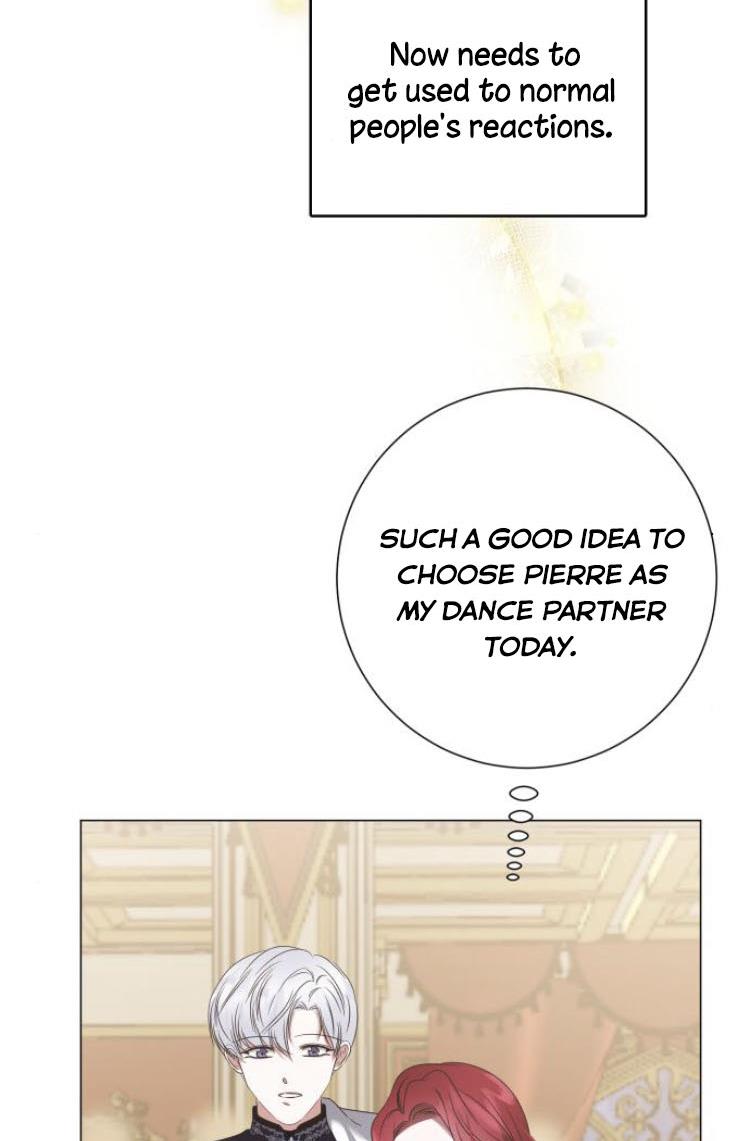 Now needs to
get used to normal
people's reactions.
SUCH A GOOD IDEA TO
CHOOSE PIERRE AS
MY DANCE PARTNER
TODAY.